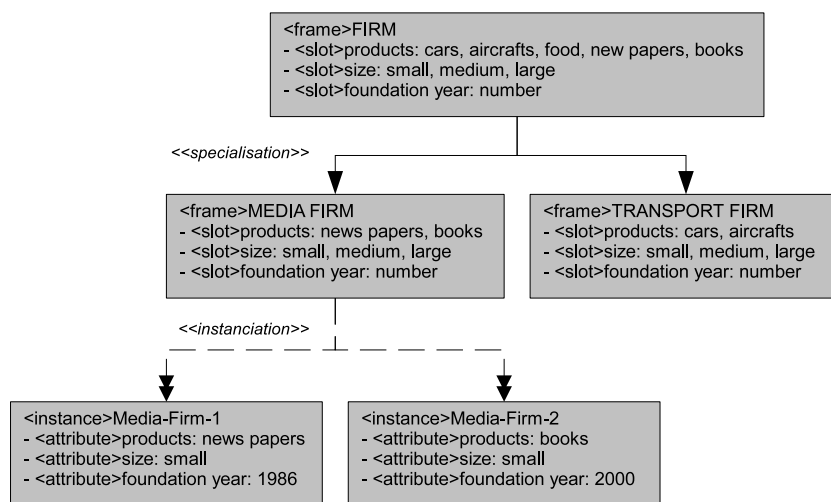 <frame>FIRM
- <slot>products: cars, aircrafts, food, new papers, books
- <slot>size: small, medium, large
- <slot>foundation year: number
<<specialisation>>
<frame>MEDIA FIRM
- <slot>products: news papers, books
- <slot>size: small, medium, large
- <slot>foundation year: number
<frame>TRANSPORT FIRM
- <slot>products: cars, aircrafts
- <slot>size: small, medium, large
- <slot>foundation year: number
<<instanciation>>
<instance>Media-Firm-1
- <attribute>products: news papers
- <attribute>size: small
- <attribute>foundation year: 1986
<instance>Media-Firm-2
- <attribute>products: books
- <attribute>size: small
- <attribute>foundation year: 2000